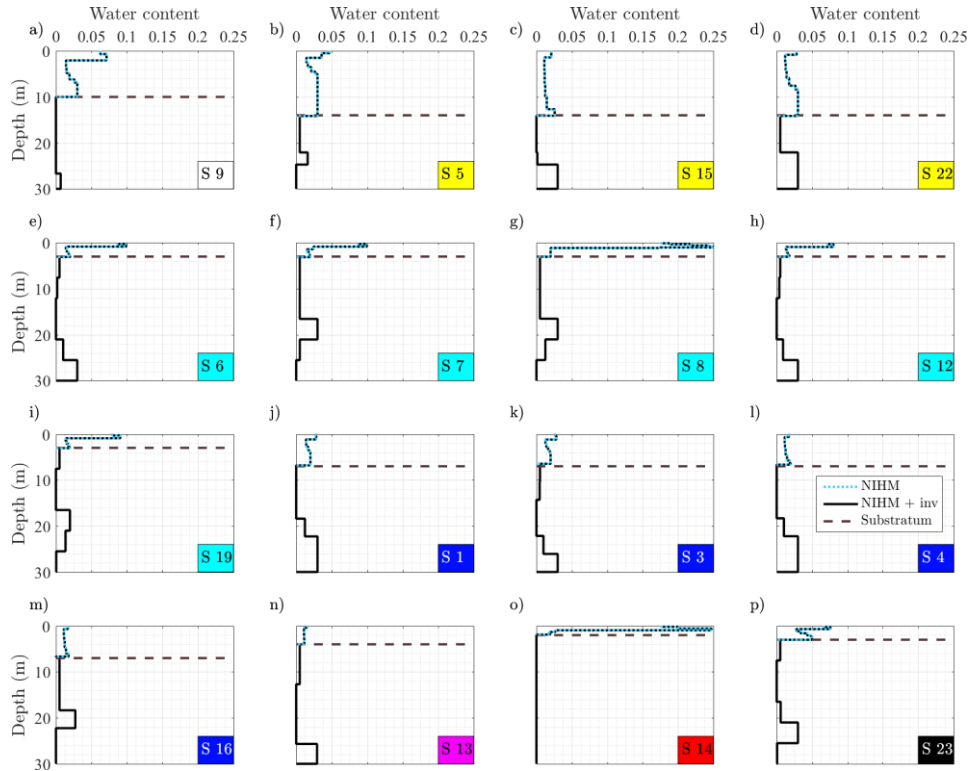 Water content Water content Water content Water content
a) 0 0.05 0.1 0.15 0.2 0.25 b) 0 0.05 0.1 0.15 0.2 0.25 c) 0 0.05 0.1 0.15 0.2 0.25 d) 0 0.05 0.1 0.15 0.2 0.25
0
10
20
30
Depth (m)
S 9 S 5 S 15 S 22
e) f) g) h)
0
10
20
30
Depth (m)
S 6 S 7 S 8 S 12
i) j) k) l)
0
10
20
30
Depth (m)
NIHM
NIHM + inv
Substratum
S 19 S 1 S 3 S 4
m) n) o) p)
0
10
20
30
Depth (m)
S 16 S 13 S 14 S 23